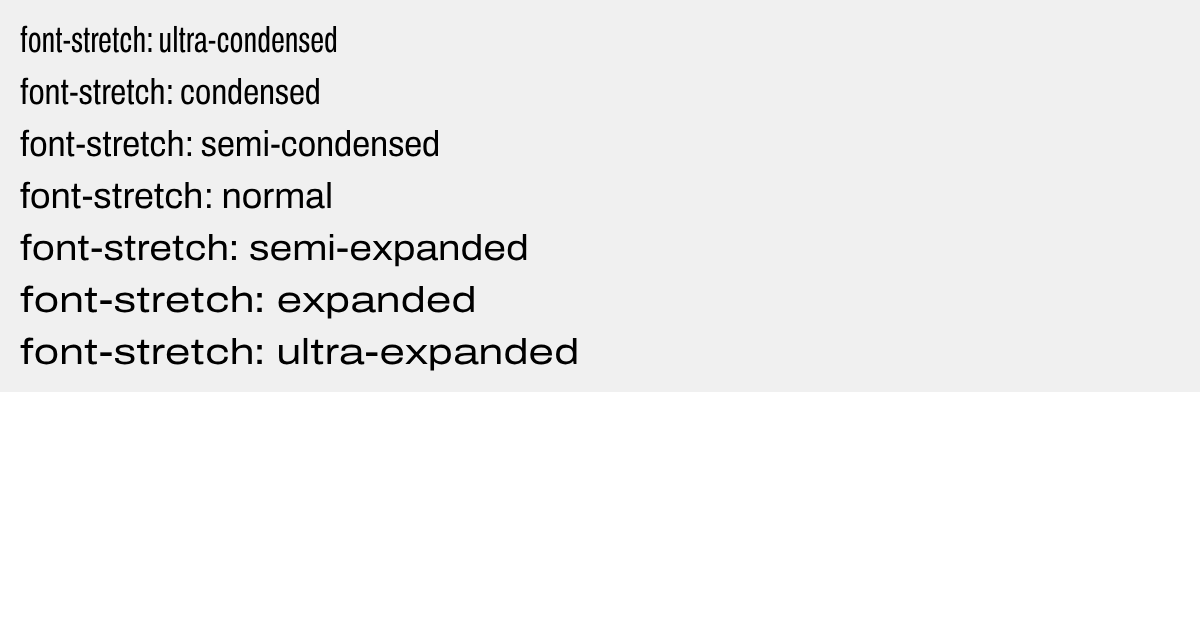 font-stretch: ultra-condensed
font-stretch: condensed
font-stretch: semi-condensed
font-stretch: normal
font-stretch: semi-expanded
font-stretch: expanded
font-stretch: ultra-expanded